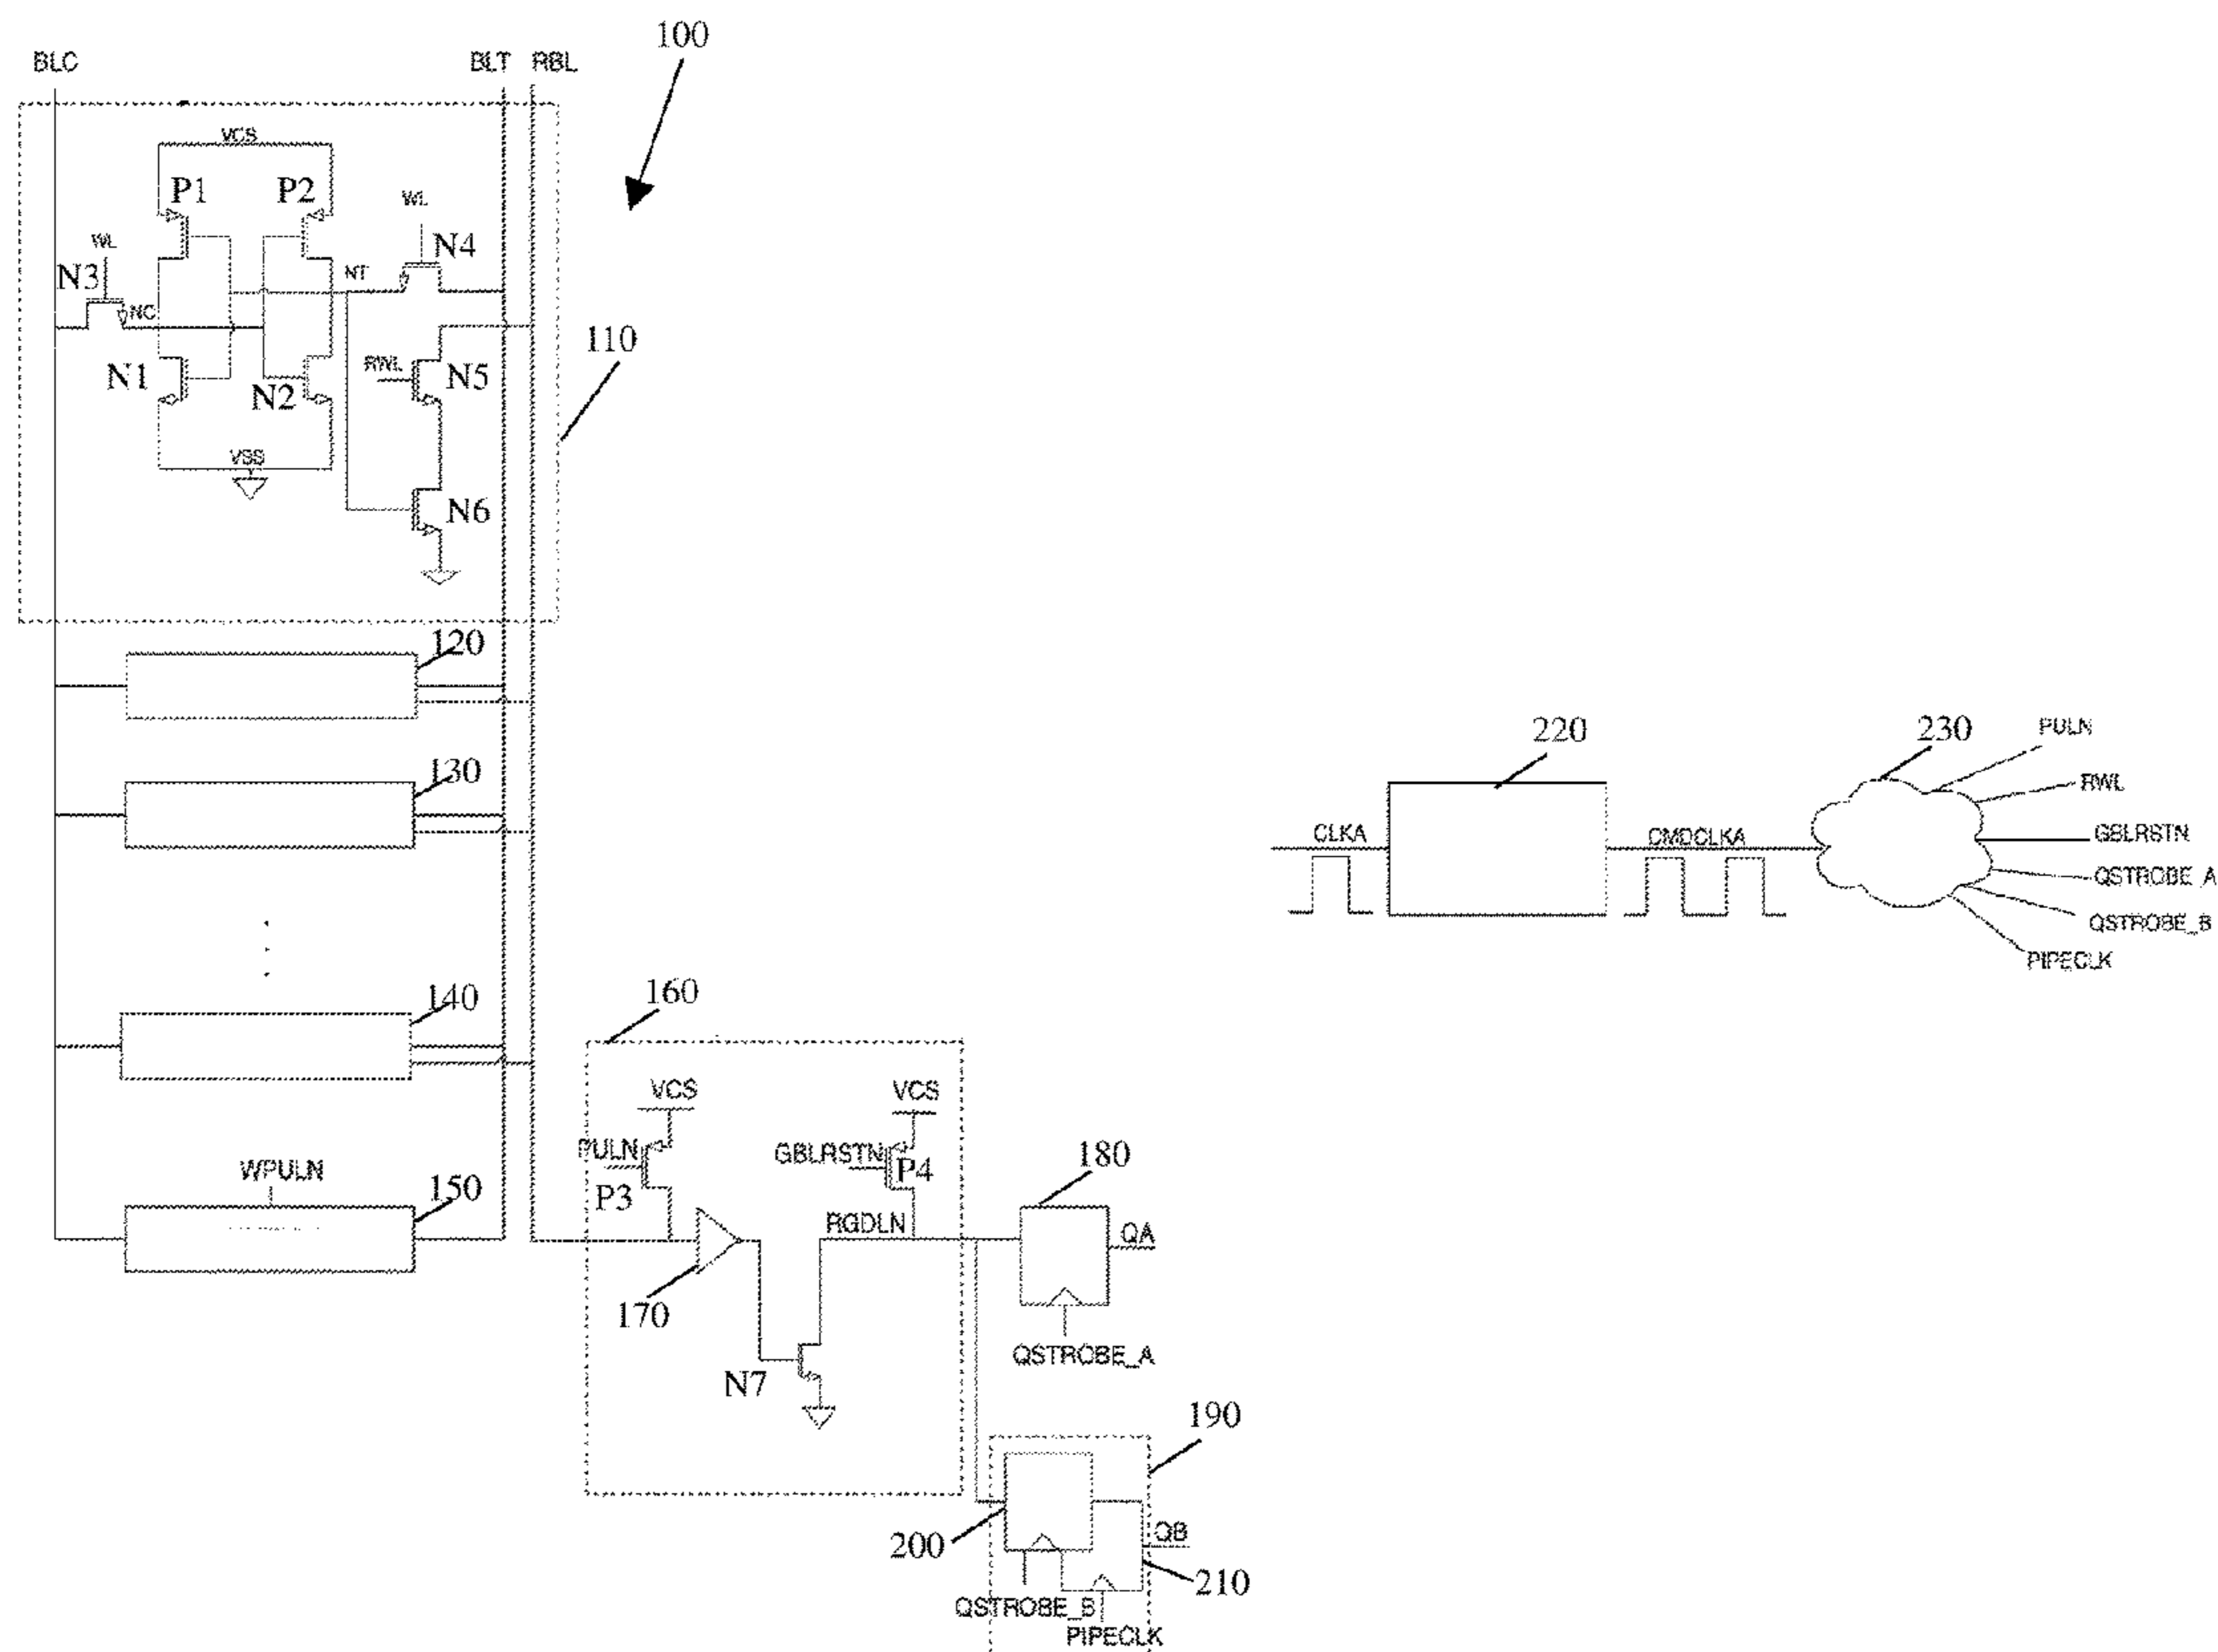 100
BLC
BLT
RBL
VCS
P1
P2
WL
N4
WL
N3
NT
NC
110
N1
N2
RWL
N5
VSS
N6
120
130
220
230
PULN
RWL
CLKA
CMDCLKA
GBLRSTN
QSTROBE_A
QSTROBE_B
PIPECLK
140
160
VCS
VCS
PULN
P3
GBLRSTN
P4
180
WPULN
150
RGDLN
QA
170
QSTROBE_A
N7
190
200
QB
210
QSTROBE_B
PIPECLK